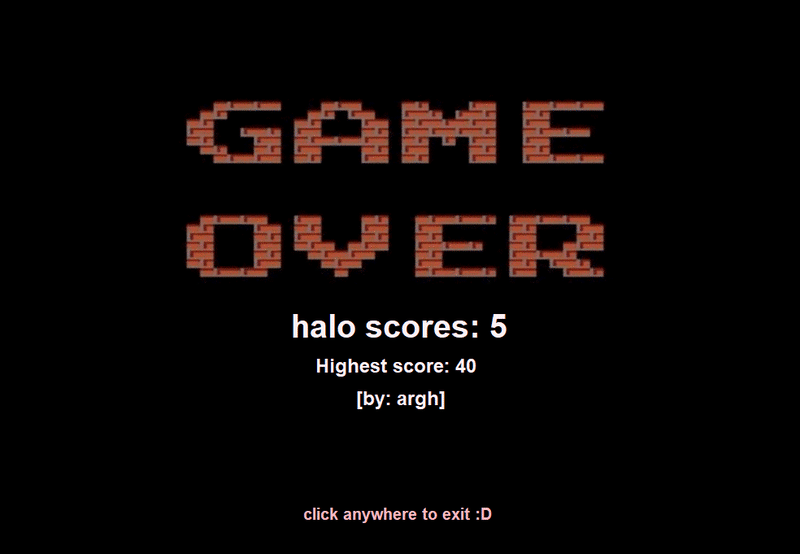 GAME
OVER
halo scores: 5
Highest score: 40
[by: argh]
click anywhere to exit :D